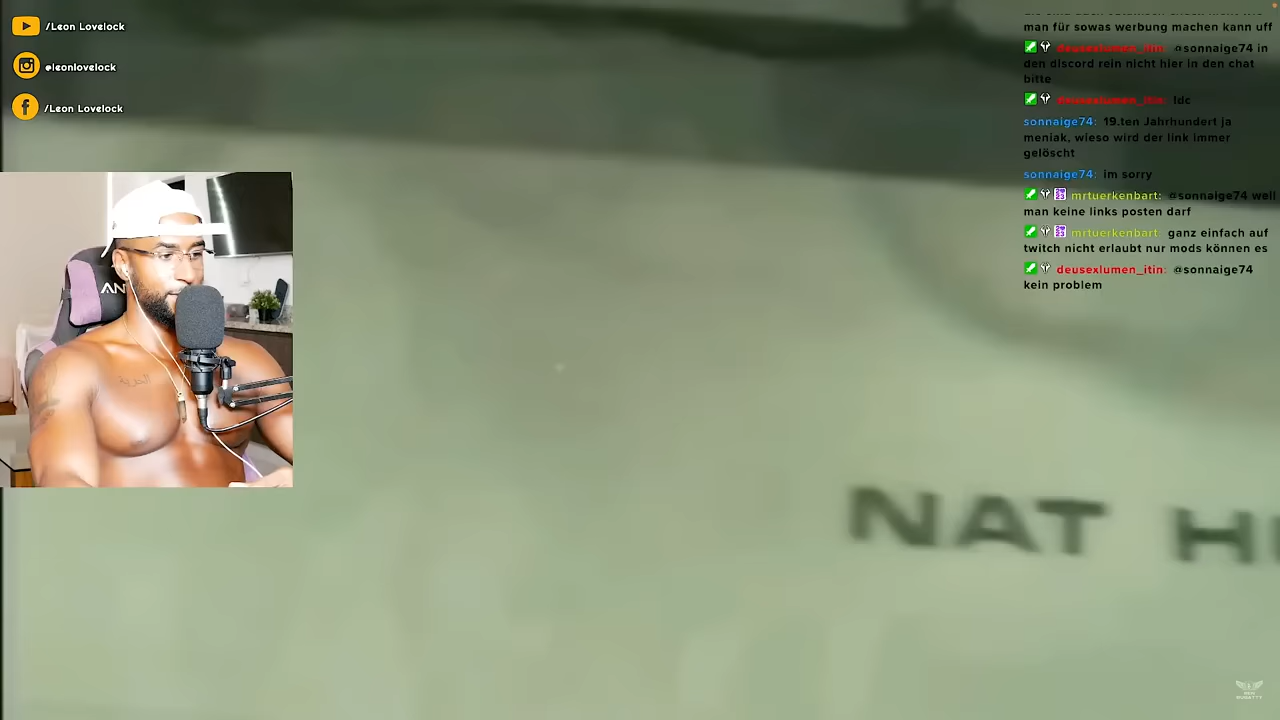 /Leon Lovelock
@leonlovelock
/Leon Lovelock
AN
man für sowas werbung machen kann uff
deusexlumen_itin: @sonnaige74 in
den discord rein nicht hier in den chat
bitte
deusexlumen_itin: Idc
sonnaige74: 19.ten Jahrhundert ja
meniak, wieso wird der link immer
gelöscht
sonnaige74: im sorry
mrtuerkenbart: @sonnaige74 weil
man keine links posten darf
mrtuerkenbart: ganz einfach auf
twitch nicht erlaubt nur mods können es
deusexlumen_itin: @sonnaige74
kein problem
NAT